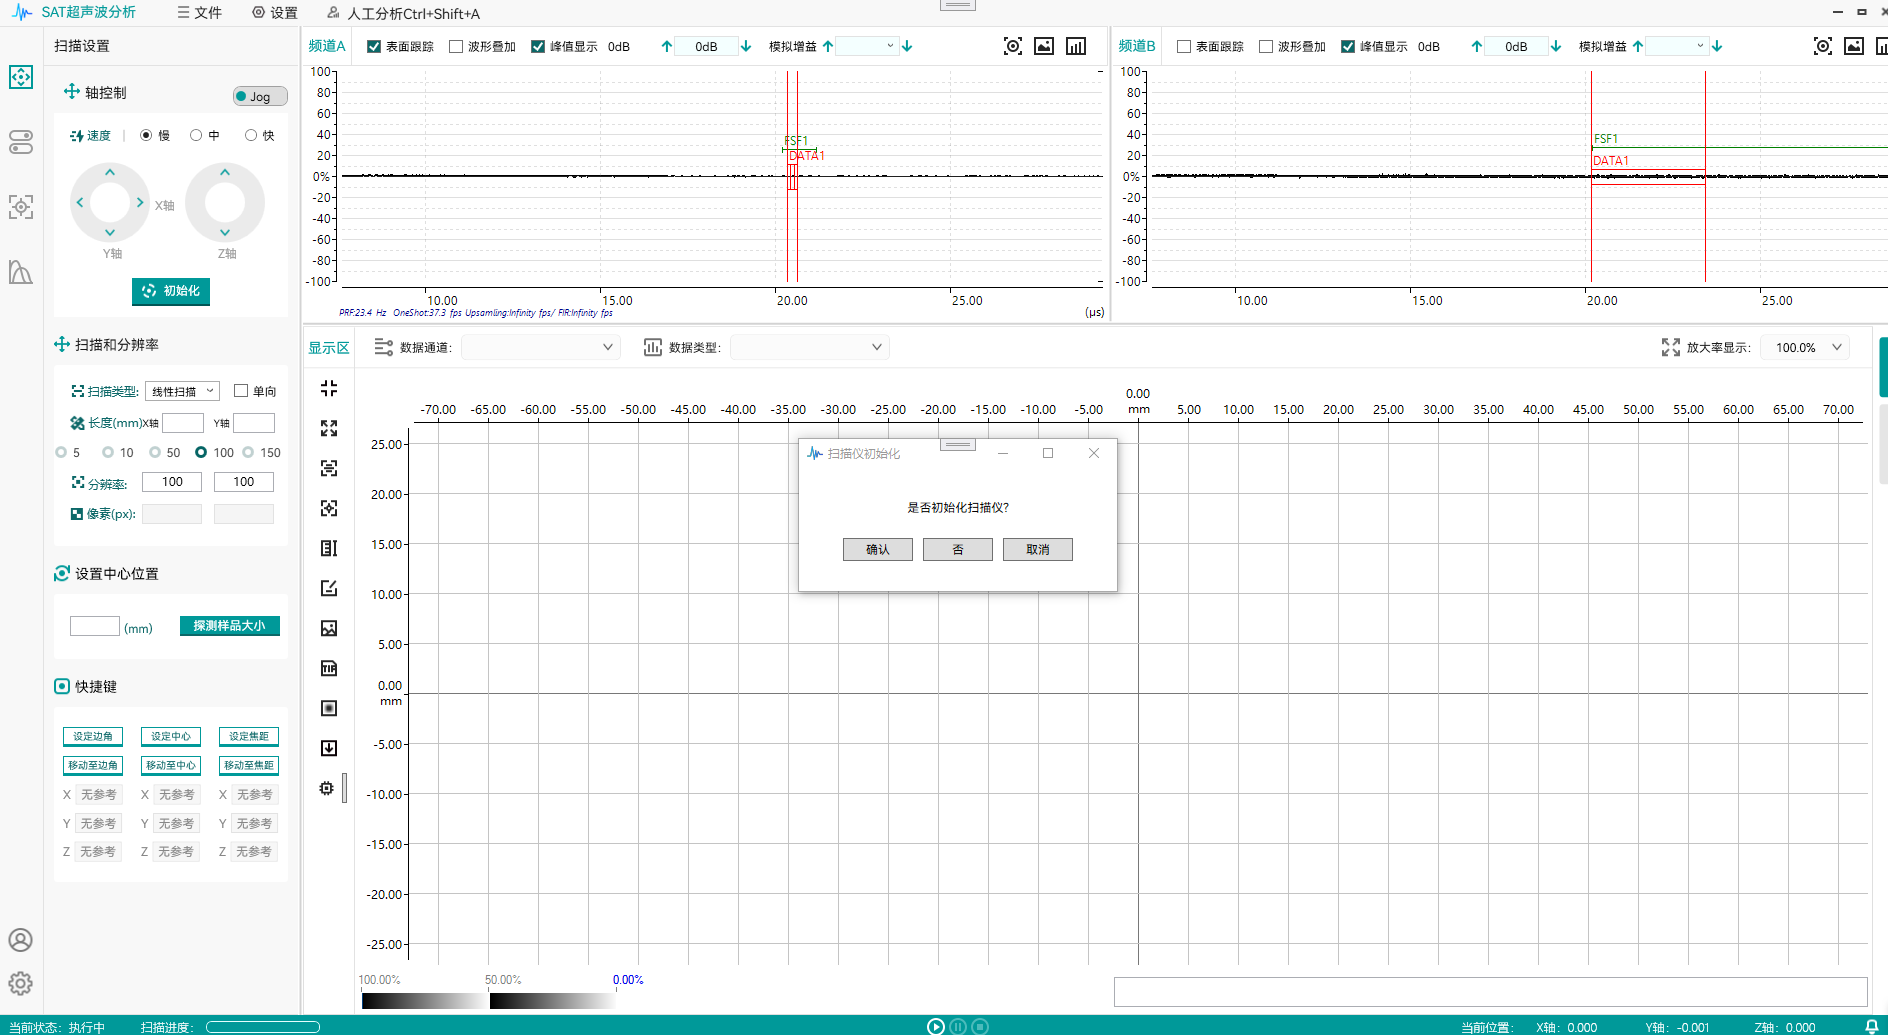 SAT超声波分析 文件 设置 人工分析Ctrl+Shift+A
扫描设置
轴控制 Jog
速度 | 慢 中 快
X轴
Y轴 Z轴
初始化
扫描和分辨率
扫描类型: 线性扫描 单向
长度(mm)X轴 Y轴
5 10 50 100 150
分辨率: 100 100
像素(px):
设置中心位置
(mm) 探测样品大小
快捷键
设定边角 设定中心 设定焦距
移动至边角 移动至中心 移动至焦距
X 无参考 X 无参考 X 无参考
Y 无参考 Y 无参考 Y 无参考
Z 无参考 Z 无参考 Z 无参考
频道A 表面跟踪 波形叠加 峰值显示 0dB 0dB 模拟增益
100
80
60
40
20
0%
-20
-40
-60
-80
-100
FSF1
DATA1
10.00 15.00 20.00 25.00
PRF:23.4 Hz OneShot:37.3 fps Upsamling:Infinity fps/ FIR:Infinity fps (μs)
频道B 表面跟踪 波形叠加 峰值显示 0dB 0dB 模拟增益
100
80
60
40
20
0%
-20
-40
-60
-80
-100
FSF1
DATA1
10.00 15.00 20.00 25.00
显示区 数据通道: 数据类型: 放大率显示: 100.0%
0.00
-70.00 -65.00 -60.00 -55.00 -50.00 -45.00 -40.00 -35.00 -30.00 -25.00 -20.00 -15.00 -10.00 -5.00 mm 5.00 10.00 15.00 20.00 25.00 30.00 35.00 40.00 45.00 50.00 55.00 60.00 65.00 70.00
25.00
20.00
15.00
10.00
5.00
0.00
mm
-5.00
-10.00
-15.00
-20.00
-25.00
TIF
扫描仪初始化
是否初始化扫描仪?
确认 否 取消
100.00% 50.00% 0.00%
当前状态: 执行中 扫描进度: 当前位置: X轴: 0.000 Y轴: -0.001 Z轴: 0.000